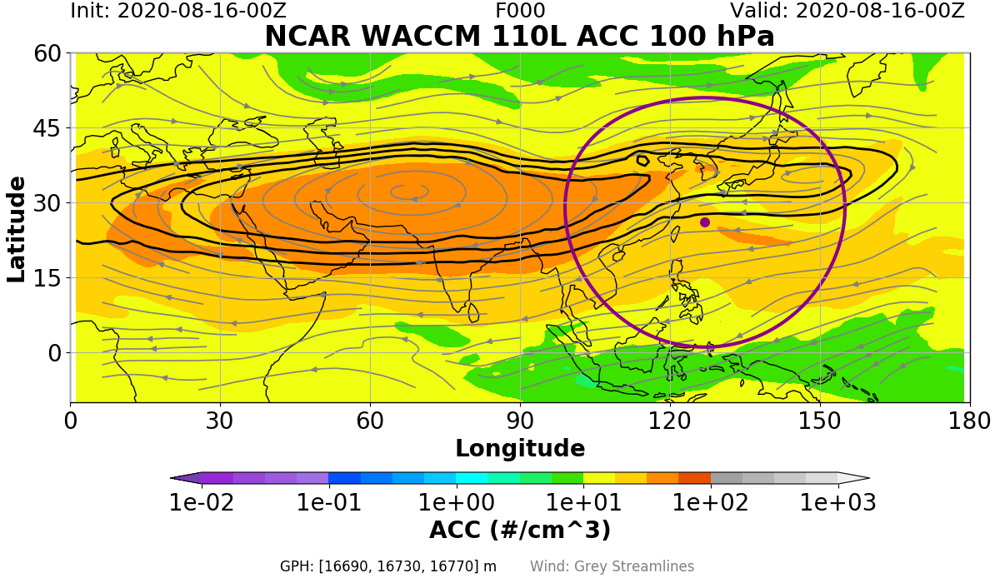 Init: 2020-08-16-00Z F000 Valid: 2020-08-16-00Z
NCAR WACCM 110L ACC 100 hPa
60
45
30
15
0
Latitude
0 30 60 90 120 150 180
Longitude
1e-02 1e-01 1e+00 1e+01 1e+02 1e+03
ACC (#/cm^3)
GPH: [16690, 16730, 16770] m Wind: Grey Streamlines